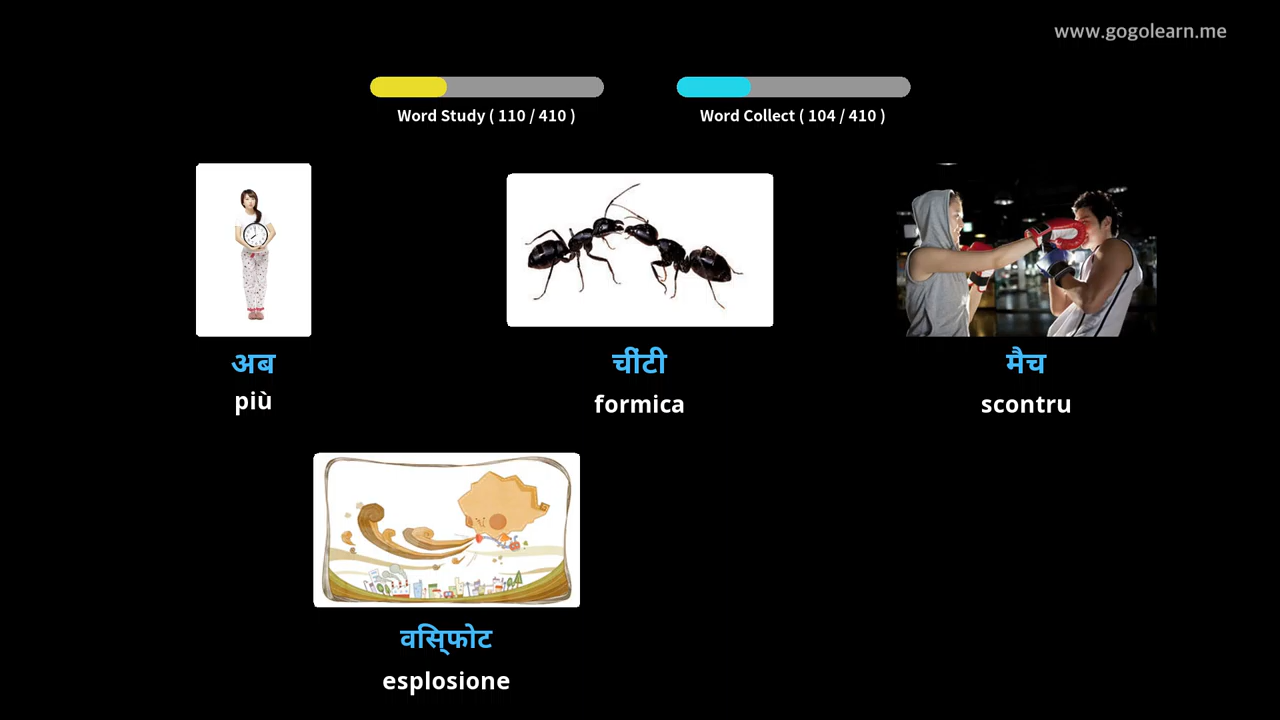 www.gogolearn.me
Word Study ( 110 / 410 )
Word Collect ( 104 / 410 )
अब
चींटी
मैच
più
formica
scontru
विस्फोट
esplosione